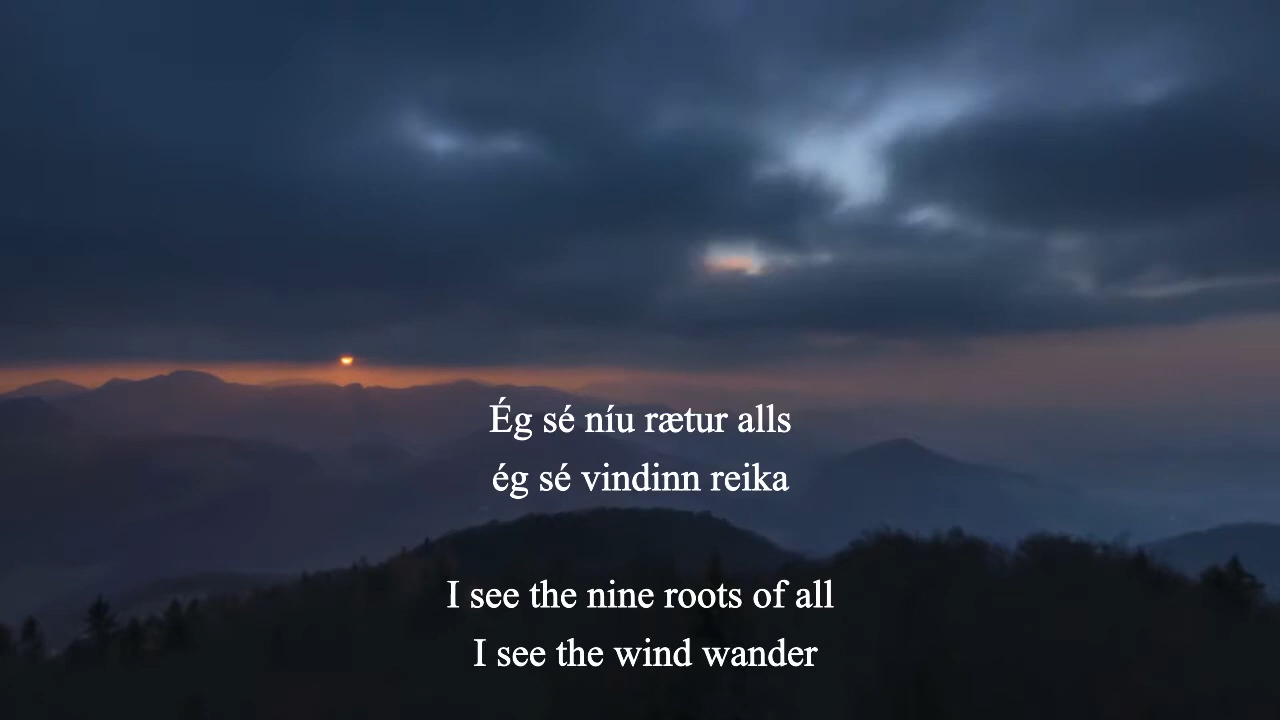 Ég sé níu rætur alls
ég sé vindinn reika
I see the nine roots of all
I see the wind wander